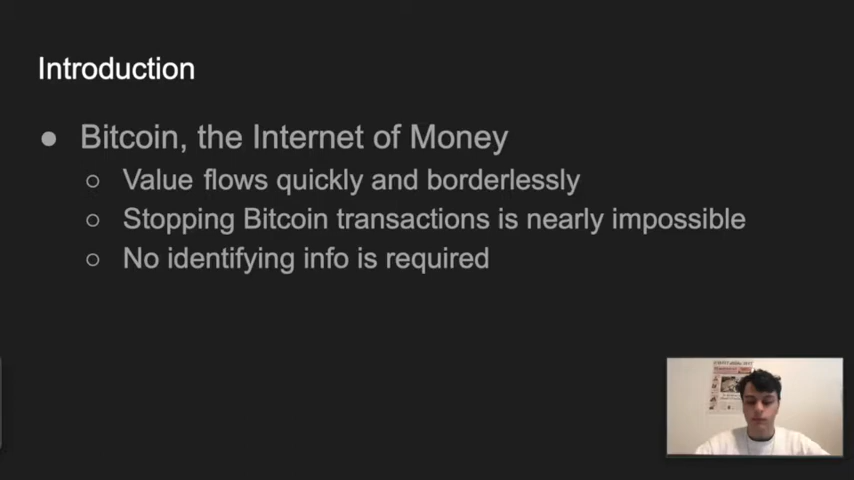 Introduction
● Bitcoin, the Internet of Money
○ Value flows quickly and borderlessly
○ Stopping Bitcoin transactions is nearly impossible
○ No identifying info is required